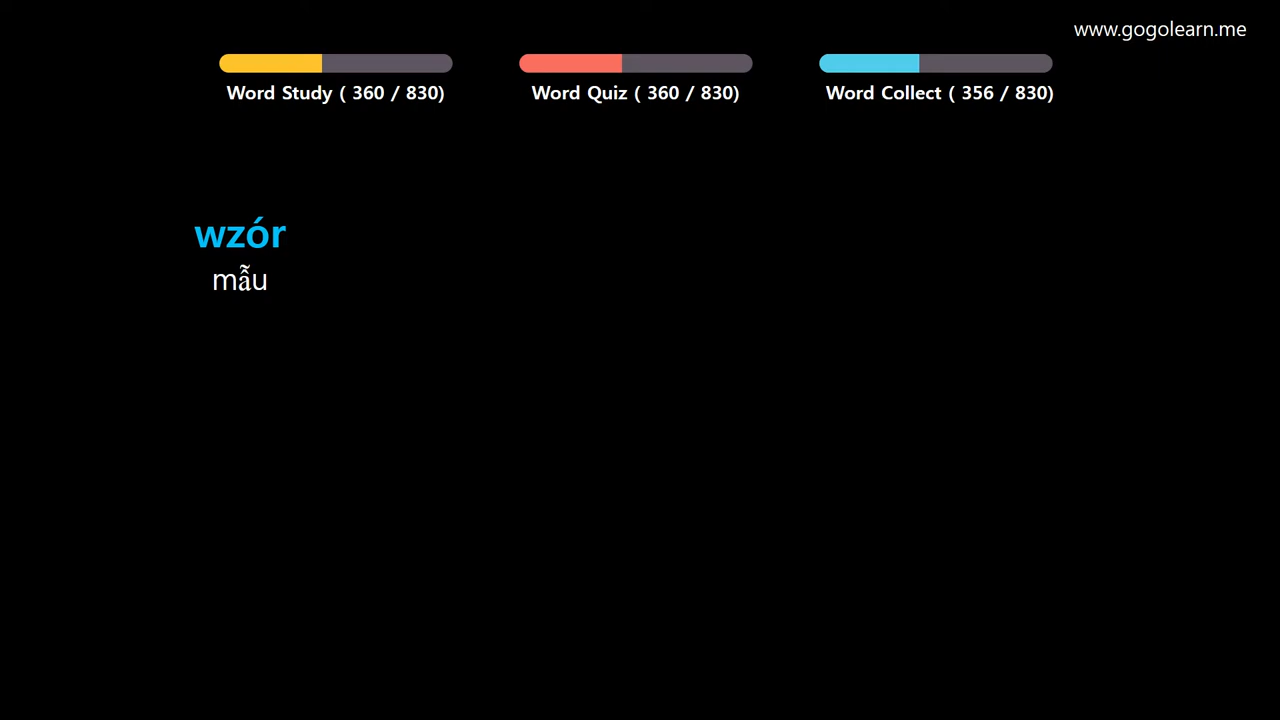 www.gogolearn.me
Word Study ( 360 / 830)
Word Quiz ( 360 / 830)
Word Collect ( 356 / 830)
wzór
mẫu